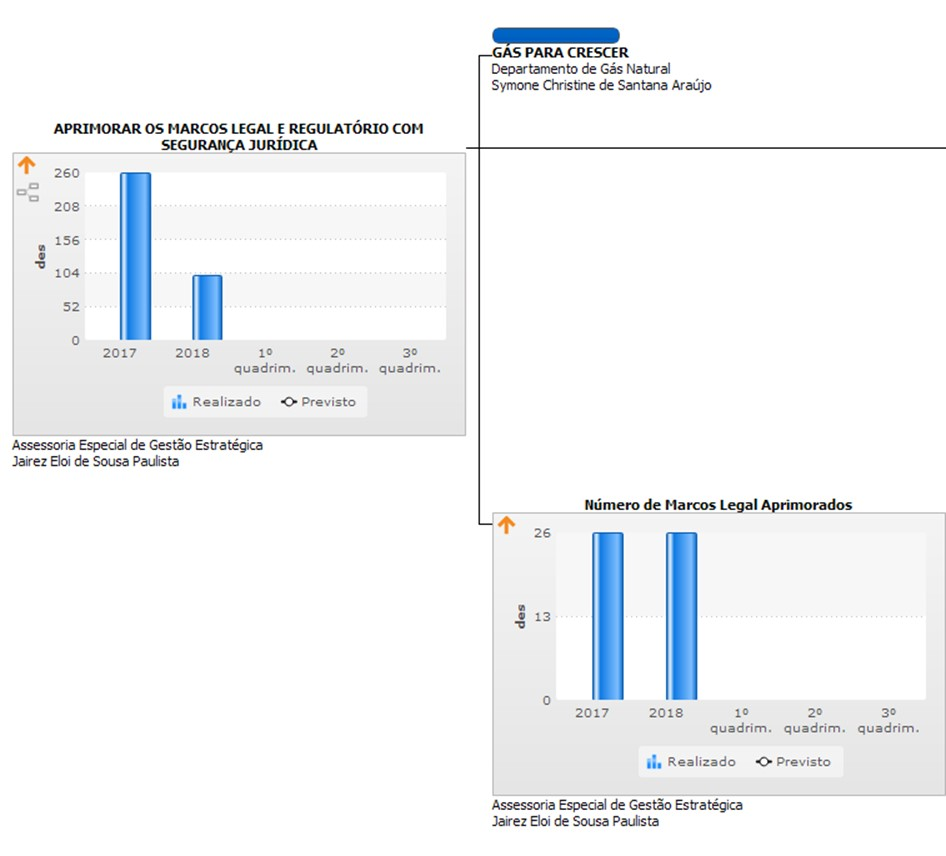 GÁS PARA CRESCER
Departamento de Gás Natural
Symone Christine de Santana Araújo
APRIMORAR OS MARCOS LEGAL E REGULATÓRIO COM
SEGURANÇA JURÍDICA
des
260
208
156
104
52
0
2017 2018 1º quadrim. 2º quadrim. 3º quadrim.
Realizado Previsto
Assessoria Especial de Gestão Estratégica
Jairez Eloi de Sousa Paulista
Número de Marcos Legal Aprimorados
des
26
13
0
2017 2018 1º quadrim. 2º quadrim. 3º quadrim.
Realizado Previsto
Assessoria Especial de Gestão Estratégica
Jairez Eloi de Sousa Paulista